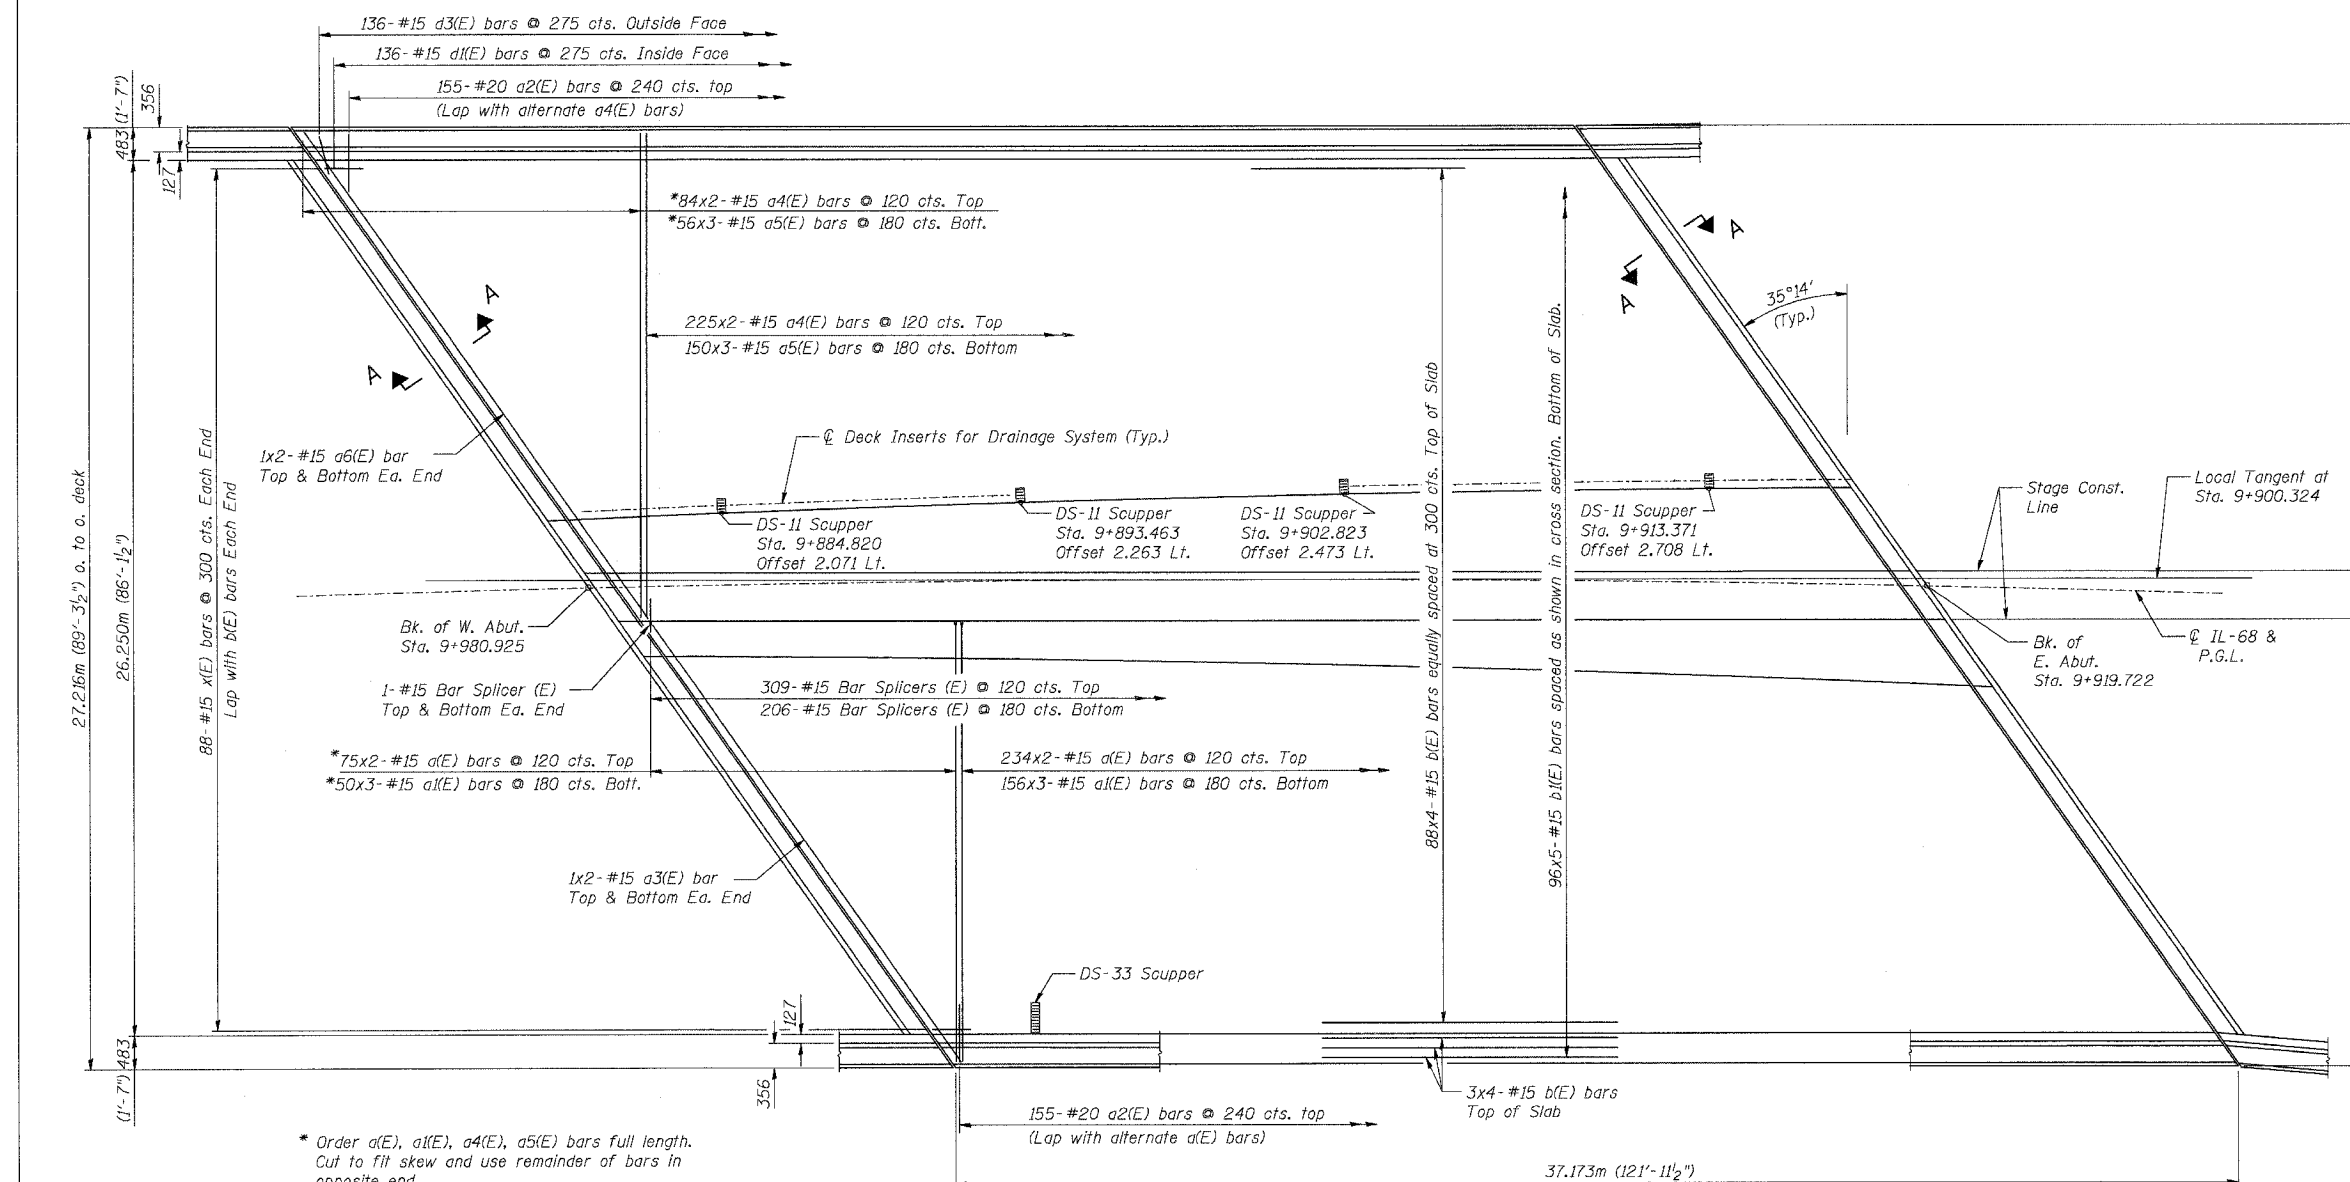 136-#15 d3(E) bars @ 275 cts. Outside Face
136-#15 d1(E) bars @ 275 cts. Inside Face
155-#20 a2(E) bars @ 240 cts. top
(Lap with alternate a4(E) bars)
483 (1'-7")
356
127
*84x2-#15 a4(E) bars @ 120 cts. Top
*56x3-#15 a5(E) bars @ 180 cts. Bott.
A
A
A
A
35°14'
(Typ.)
225x2-#15 a4(E) bars @ 120 cts. Top
150x3-#15 a5(E) bars @ 180 cts. Bottom
27.216m (89'-3½") o. to o. deck
26.250m (86'-1½")
88-#15 x(E) bars @ 300 cts. Each End
Lap with b(E) bars Each End
1x2-#15 a6(E) bar
Top & Bottom Ea. End
℄ Deck Inserts for Drainage System (Typ.)
88x4-#15 b(E) bars equally spaced at 300 cts. Top of Slab
96x5-#15 b1(E) bars spaced as shown in cross section. Bottom of Slab.
DS-11 Scupper
Sta. 9+884.820
Offset 2.071 Lt.
DS-11 Scupper
Sta. 9+893.463
Offset 2.263 Lt.
DS-11 Scupper
Sta. 9+902.823
Offset 2.473 Lt.
DS-11 Scupper
Sta. 9+913.371
Offset 2.708 Lt.
Stage Const.
Line
Local Tangent at
Sta. 9+900.324
Bk. of W. Abut.
Sta. 9+980.925
Bk. of
E. Abut.
Sta. 9+919.722
℄ IL-68 &
P.G.L.
1-#15 Bar Splicer (E)
Top & Bottom Ea. End
309-#15 Bar Splicers (E) @ 120 cts. Top
206-#15 Bar Splicers (E) @ 180 cts. Bottom
*75x2-#15 a(E) bars @ 120 cts. Top
*50x3-#15 a1(E) bars @ 180 cts. Bott.
234x2-#15 a(E) bars @ 120 cts. Top
156x3-#15 a1(E) bars @ 180 cts. Bottom
1x2-#15 a3(E) bar
Top & Bottom Ea. End
DS-33 Scupper
127
356
(1'-7") 483
3x4-#15 b(E) bars
Top of Slab
155-#20 a2(E) bars @ 240 cts. top
(Lap with alternate a(E) bars)
* Order a(E), a1(E), a4(E), a5(E) bars full length.
Cut to fit skew and use remainder of bars in
opposite end.
37.173m (121'-11½")